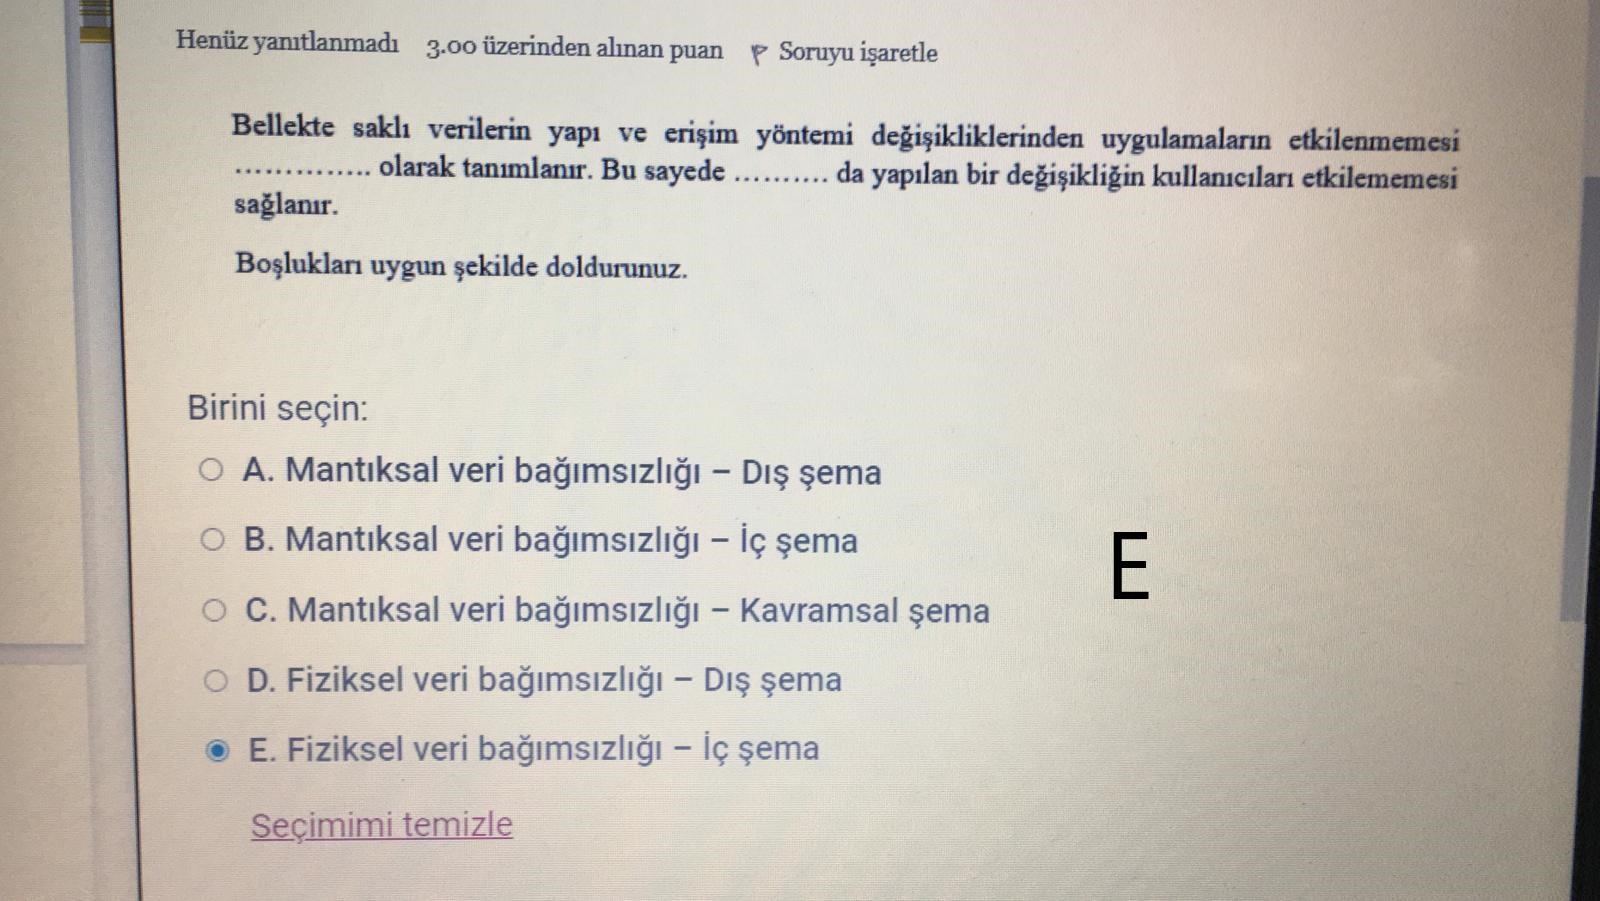 Henüz yanıtlanmadı 3.00 üzerinden alınan puan Soruyu işaretle
Bellekte saklı verilerin yapı ve erişim yöntemi değişikliklerinden uygulamaların etkilenmemesi
.............. olarak tanımlanır. Bu sayede .......... da yapılan bir değişikliğin kullanıcıları etkilememesi
sağlanır.
Boşlukları uygun şekilde doldurunuz.
Birini seçin:
A. Mantıksal veri bağımsızlığı – Dış şema
B. Mantıksal veri bağımsızlığı – İç şema
E
C. Mantıksal veri bağımsızlığı – Kavramsal şema
D. Fiziksel veri bağımsızlığı – Dış şema
E. Fiziksel veri bağımsızlığı – İç şema
Seçimimi temizle